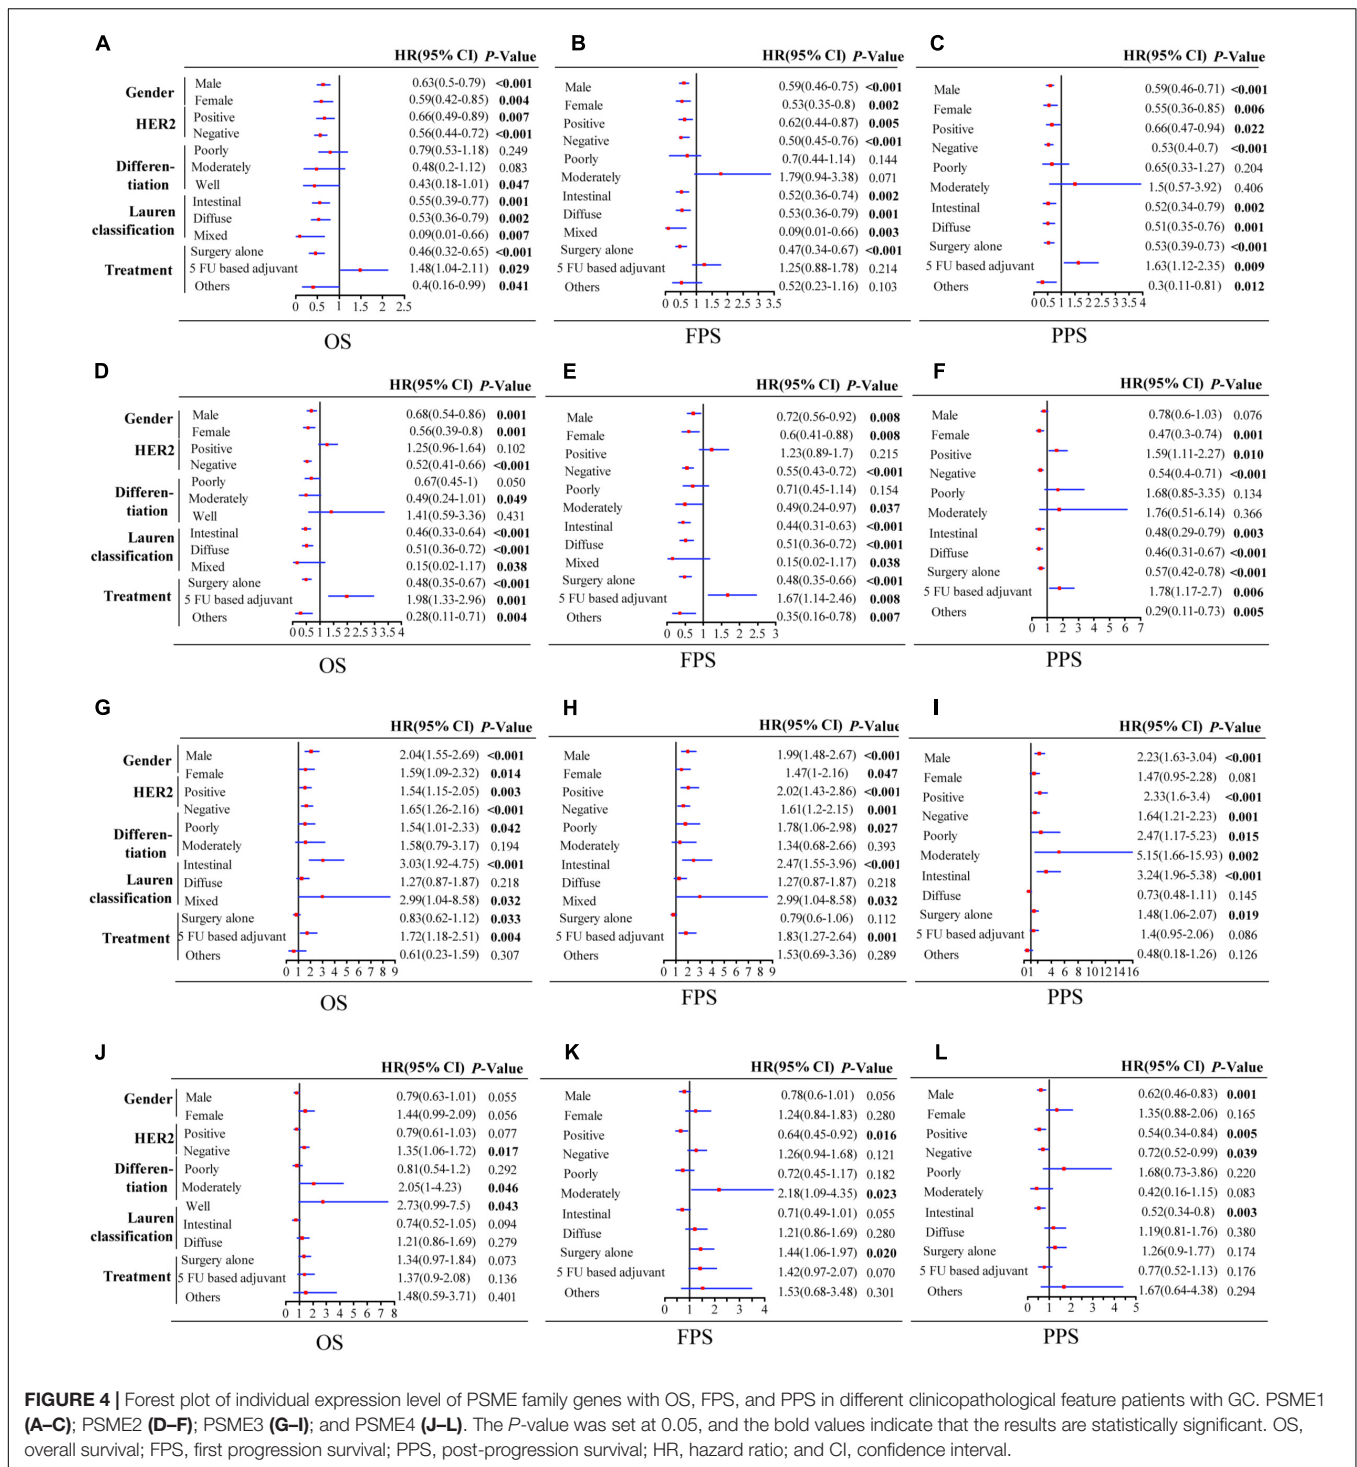 A
HR(95% CI) P-Value
Gender
Male 0.63(0.5-0.79) <0.001
Female 0.59(0.42-0.85) 0.004
HER2
Positive 0.66(0.49-0.89) 0.007
Negative 0.56(0.44-0.72) <0.001
Differen-
tiation
Poorly 0.79(0.53-1.18) 0.249
Moderately 0.48(0.2-1.12) 0.083
Well 0.43(0.18-1.01) 0.047
Lauren
classification
Intestinal 0.55(0.39-0.77) 0.001
Diffuse 0.53(0.36-0.79) 0.002
Mixed 0.09(0.01-0.66) 0.007
Treatment
Surgery alone 0.46(0.32-0.65) <0.001
5 FU based adjuvant 1.48(1.04-2.11) 0.029
Others 0.4(0.16-0.99) 0.041
0 0.5 1 1.5 2 2.5
OS
B
HR(95% CI) P-Value
Male 0.59(0.46-0.75) <0.001
Female 0.53(0.35-0.8) 0.002
Positive 0.62(0.44-0.87) 0.005
Negative 0.50(0.45-0.76) <0.001
Poorly 0.7(0.44-1.14) 0.144
Moderately 1.79(0.94-3.38) 0.071
Intestinal 0.52(0.36-0.74) 0.002
Diffuse 0.53(0.36-0.79) 0.001
Mixed 0.09(0.01-0.66) 0.003
Surgery alone 0.47(0.34-0.67) <0.001
5 FU based adjuvant 1.25(0.88-1.78) 0.214
Others 0.52(0.23-1.16) 0.103
0 0.5 1 1.5 2 2.5 3 3.5
FPS
C
HR(95% CI) P-Value
Male 0.59(0.46-0.71) <0.001
Female 0.55(0.36-0.85) 0.006
Positive 0.66(0.47-0.94) 0.022
Negative 0.53(0.4-0.7) <0.001
Poorly 0.65(0.33-1.27) 0.204
Moderately 1.5(0.57-3.92) 0.406
Intestinal 0.52(0.34-0.79) 0.002
Diffuse 0.51(0.35-0.76) 0.001
Surgery alone 0.53(0.39-0.73) <0.001
5 FU based adjuvant 1.63(1.12-2.35) 0.009
Others 0.3(0.11-0.81) 0.012
0 0.5 1 1.5 2 2.5 3 3.5 4
PPS
D
HR(95% CI) P-Value
Gender
Male 0.68(0.54-0.86) 0.001
Female 0.56(0.39-0.8) 0.001
HER2
Positive 1.25(0.96-1.64) 0.102
Negative 0.52(0.41-0.66) <0.001
Differen-
tiation
Poorly 0.67(0.45-1) 0.050
Moderately 0.49(0.24-1.01) 0.049
Well 1.41(0.59-3.36) 0.431
Lauren
classification
Intestinal 0.46(0.33-0.64) <0.001
Diffuse 0.51(0.36-0.72) <0.001
Mixed 0.15(0.02-1.17) 0.038
Treatment
Surgery alone 0.48(0.35-0.67) <0.001
5 FU based adjuvant 1.98(1.33-2.96) 0.001
Others 0.28(0.11-0.71) 0.004
0 0.5 1 1.5 2 2.5 3 3.5 4
OS
E
HR(95% CI) P-Value
Male 0.72(0.56-0.92) 0.008
Female 0.6(0.41-0.88) 0.008
Positive 1.23(0.89-1.7) 0.215
Negative 0.55(0.43-0.72) <0.001
Poorly 0.71(0.45-1.14) 0.154
Moderately 0.49(0.24-0.97) 0.037
Intestinal 0.44(0.31-0.63) <0.001
Diffuse 0.51(0.36-0.72) <0.001
Mixed 0.15(0.02-1.17) 0.038
Surgery alone 0.48(0.35-0.66) <0.001
5 FU based adjuvant 1.67(1.14-2.46) 0.008
Others 0.35(0.16-0.78) 0.007
0 0.5 1 1.5 2 2.5 3
FPS
F
HR(95% CI) P-Value
Male 0.78(0.6-1.03) 0.076
Female 0.47(0.3-0.74) 0.001
Positive 1.59(1.11-2.27) 0.010
Negative 0.54(0.4-0.71) <0.001
Poorly 1.68(0.85-3.35) 0.134
Moderately 1.76(0.51-6.14) 0.366
Intestinal 0.48(0.29-0.79) 0.003
Diffuse 0.46(0.31-0.67) <0.001
Surgery alone 0.57(0.42-0.78) <0.001
5 FU based adjuvant 1.78(1.17-2.7) 0.006
Others 0.29(0.11-0.73) 0.005
0 1 2 3 4 5 6 7
PPS
G
HR(95% CI) P-Value
Gender
Male 2.04(1.55-2.69) <0.001
Female 1.59(1.09-2.32) 0.014
HER2
Positive 1.54(1.15-2.05) 0.003
Negative 1.65(1.26-2.16) <0.001
Differen-
tiation
Poorly 1.54(1.01-2.33) 0.042
Moderately 1.58(0.79-3.17) 0.194
Lauren
classification
Intestinal 3.03(1.92-4.75) <0.001
Diffuse 1.27(0.87-1.87) 0.218
Mixed 2.99(1.04-8.58) 0.032
Treatment
Surgery alone 0.83(0.62-1.12) 0.033
5 FU based adjuvant 1.72(1.18-2.51) 0.004
Others 0.61(0.23-1.59) 0.307
0 1 2 3 4 5 6 7 8 9
OS
H
HR(95% CI) P-Value
Male 1.99(1.48-2.67) <0.001
Female 1.47(1-2.16) 0.047
Positive 2.02(1.43-2.86) <0.001
Negative 1.61(1.2-2.15) 0.001
Poorly 1.78(1.06-2.98) 0.027
Moderately 1.34(0.68-2.66) 0.393
Intestinal 2.47(1.55-3.96) <0.001
Diffuse 1.27(0.87-1.87) 0.218
Mixed 2.99(1.04-8.58) 0.032
Surgery alone 0.79(0.6-1.06) 0.112
5 FU based adjuvant 1.83(1.27-2.64) 0.001
Others 1.53(0.69-3.36) 0.289
0 1 2 3 4 5 6 7 8 9
FPS
I
HR(95% CI) P-Value
Male 2.23(1.63-3.04) <0.001
Female 1.47(0.95-2.28) 0.081
Positive 2.33(1.6-3.4) <0.001
Negative 1.64(1.21-2.23) 0.001
Poorly 2.47(1.17-5.23) 0.015
Moderately 5.15(1.66-15.93) 0.002
Intestinal 3.24(1.96-5.38) <0.001
Diffuse 0.73(0.48-1.11) 0.145
Surgery alone 1.48(1.06-2.07) 0.019
5 FU based adjuvant 1.4(0.95-2.06) 0.086
Others 0.48(0.18-1.26) 0.126
0 1 4 6 8 10 12 14 16
PPS
J
HR(95% CI) P-Value
Gender
Male 0.79(0.63-1.01) 0.055
Female 1.44(0.99-2.09) 0.056
HER2
Positive 0.79(0.61-1.03) 0.077
Negative 1.35(1.06-1.72) 0.017
Differen-
tiation
Poorly 0.81(0.54-1.2) 0.292
Moderately 2.05(1-4.23) 0.046
Well 2.73(0.99-7.5) 0.043
Lauren
classification
Intestinal 0.74(0.52-1.05) 0.094
Diffuse 1.21(0.86-1.69) 0.279
Treatment
Surgery alone 1.34(0.97-1.84) 0.073
5 FU based adjuvant 1.37(0.9-2.08) 0.136
Others 1.48(0.59-3.71) 0.401
0 1 2 3 4 5 6 7 8
OS
K
HR(95% CI) P-Value
Male 0.78(0.6-1.01) 0.056
Female 1.24(0.84-1.83) 0.280
Positive 0.64(0.45-0.92) 0.016
Negative 1.26(0.94-1.68) 0.121
Poorly 0.72(0.45-1.17) 0.182
Moderately 2.18(1.09-4.35) 0.023
Intestinal 0.71(0.49-1.01) 0.055
Diffuse 1.21(0.86-1.69) 0.280
Surgery alone 1.44(1.06-1.97) 0.020
5 FU based adjuvant 1.42(0.97-2.07) 0.070
Others 1.53(0.68-3.48) 0.301
0 1 2 3 4
FPS
L
HR(95% CI) P-Value
Male 0.62(0.46-0.83) 0.001
Female 1.35(0.88-2.06) 0.165
Positive 0.54(0.34-0.84) 0.005
Negative 0.72(0.52-0.99) 0.039
Poorly 1.68(0.73-3.86) 0.220
Moderately 0.42(0.16-1.15) 0.083
Intestinal 0.52(0.34-0.8) 0.003
Diffuse 1.19(0.81-1.76) 0.380
Surgery alone 1.26(0.9-1.77) 0.174
5 FU based adjuvant 0.77(0.52-1.13) 0.176
Others 1.67(0.64-4.38) 0.294
0 1 2 3 4 5
PPS
FIGURE 4 | Forest plot of individual expression level of PSME family genes with OS, FPS, and PPS in different clinicopathological feature patients with GC. PSME1
(A–C); PSME2 (D–F); PSME3 (G–I); and PSME4 (J–L). The P-value was set at 0.05, and the bold values indicate that the results are statistically significant. OS,
overall survival; FPS, first progression survival; PPS, post-progression survival; HR, hazard ratio; and CI, confidence interval.